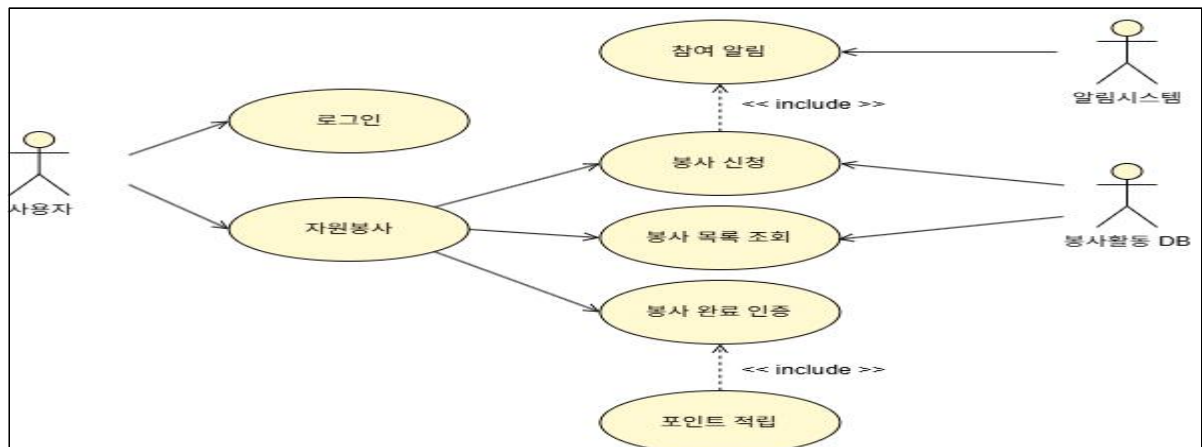 참여 알림
알림시스템
<< include >>
로그인
봉사 신청
사용자
자원봉사
봉사 목록 조회
봉사활동 DB
봉사 완료 인증
<< include >>
포인트 적립